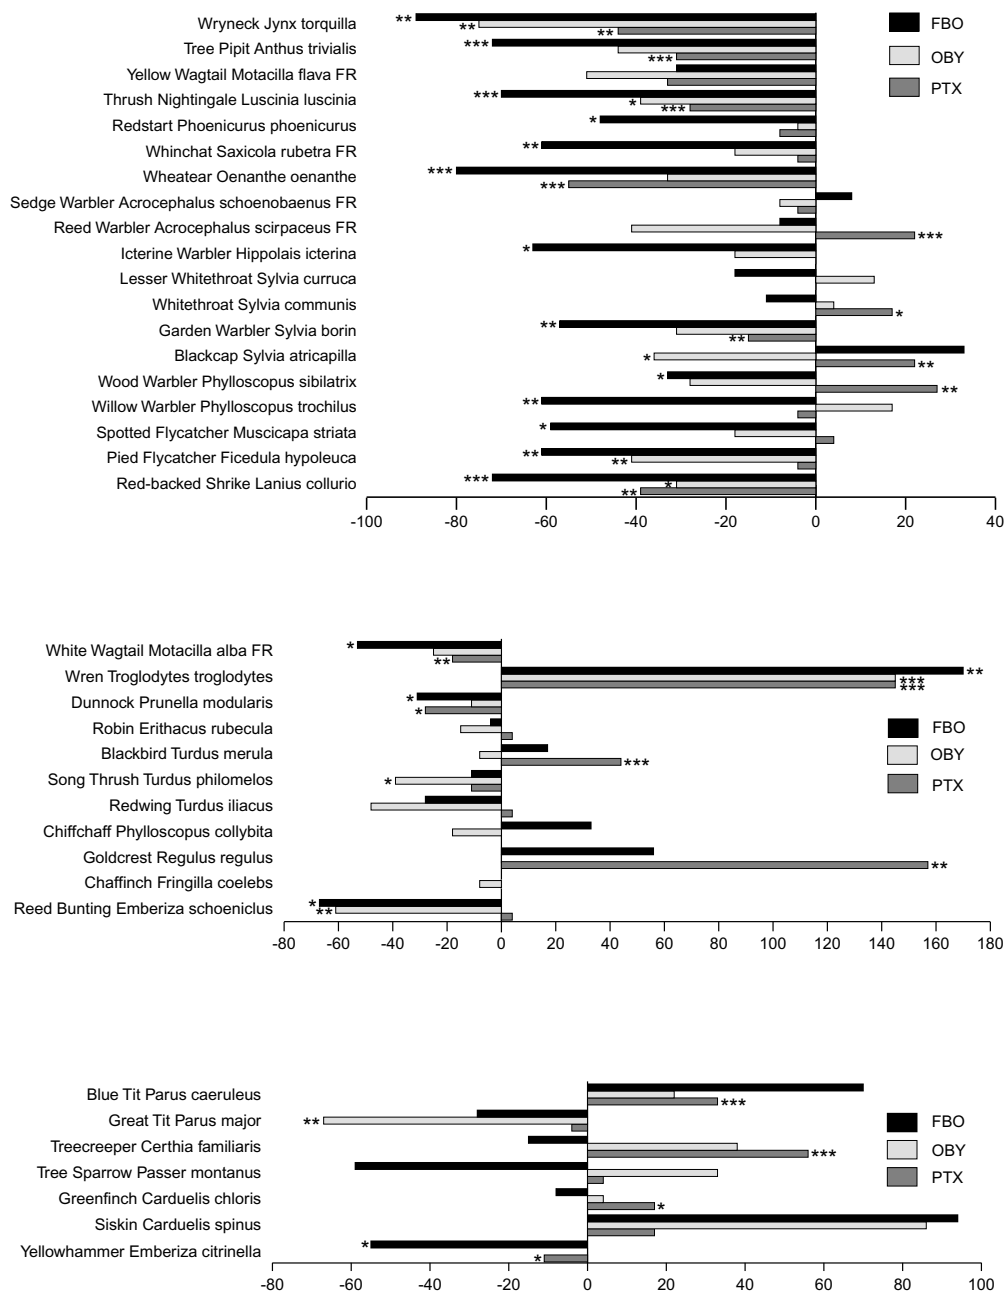 Wryneck Jynx torquilla ** ** **
FBO
Tree Pipit Anthus trivialis *** ***
OBY
Yellow Wagtail Motacilla flava FR
PTX
Thrush Nightingale Luscinia luscinia *** * ***
Redstart Phoenicurus phoenicurus *
Whinchat Saxicola rubetra FR **
Wheatear Oenanthe oenanthe *** ***
Sedge Warbler Acrocephalus schoenobaenus FR
Reed Warbler Acrocephalus scirpaceus FR ***
Icterine Warbler Hippolais icterina *
Lesser Whitethroat Sylvia curruca
Whitethroat Sylvia communis *
Garden Warbler Sylvia borin ** **
Blackcap Sylvia atricapilla * **
Wood Warbler Phylloscopus sibilatrix * **
Willow Warbler Phylloscopus trochilus **
Spotted Flycatcher Muscicapa striata *
Pied Flycatcher Ficedula hypoleuca ** **
Red-backed Shrike Lanius collurio *** * **
-100 -80 -60 -40 -20 0 20 40
White Wagtail Motacilla alba FR * **
Wren Troglodytes troglodytes ** *** ***
Dunnock Prunella modularis * *
Robin Erithacus rubecula
FBO
Blackbird Turdus merula ***
OBY
Song Thrush Turdus philomelos *
PTX
Redwing Turdus iliacus
Chiffchaff Phylloscopus collybita
Goldcrest Regulus regulus **
Chaffinch Fringilla coelebs
Reed Bunting Emberiza schoeniclus * **
-80 -60 -40 -20 0 20 40 60 80 100 120 140 160 180
Blue Tit Parus caeruleus ***
Great Tit Parus major **
FBO
Treecreeper Certhia familiaris ***
OBY
Tree Sparrow Passer montanus
PTX
Greenfinch Carduelis chloris *
Siskin Carduelis spinus
Yellowhammer Emberiza citrinella * *
-80 -60 -40 -20 0 20 40 60 80 100